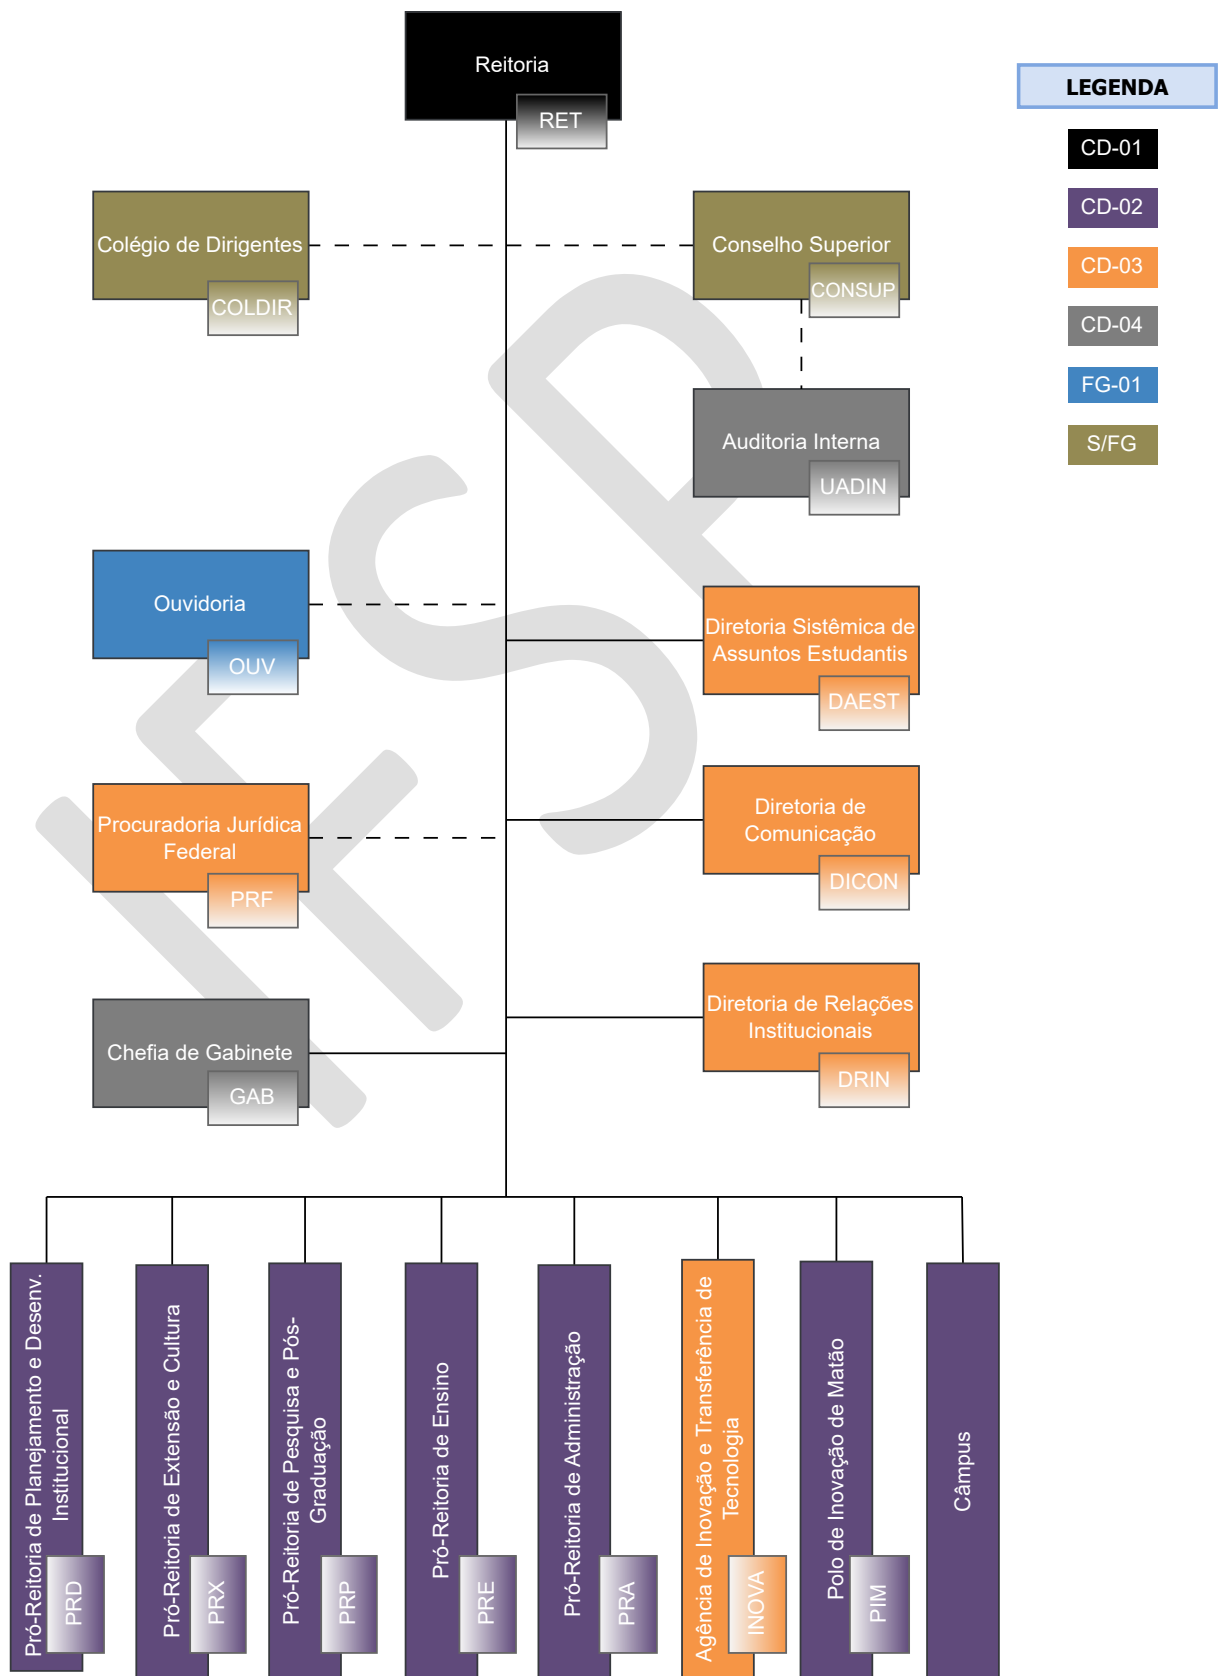 Reitoria
RET
LEGENDA
CD-01
CD-02
CD-03
CD-04
FG-01
S/FG
Colégio de Dirigentes
COLDIR
Conselho Superior
CONSUP
Auditoria Interna
UADIN
Ouvidoria
OUV
Diretoria Sistêmica de
Assuntos Estudantis
DAEST
Procuradoria Jurídica
Federal
PRF
Diretoria de
Comunicação
DICON
Diretoria de Relações
Institucionais
DRIN
Chefia de Gabinete
GAB
Pró-Reitoria de Planejamento e Desenv.
Institucional
PRD
Pró-Reitoria de Extensão e Cultura
PRX
Pró-Reitoria de Pesquisa e Pós-
Graduação
PRP
Pró-Reitoria de Ensino
PRE
Pró-Reitoria de Administração
PRA
Agência de Inovação e Transferência de
Tecnologia
INOVA
Polo de Inovação de Matão
PIM
Câmpus
IFSP